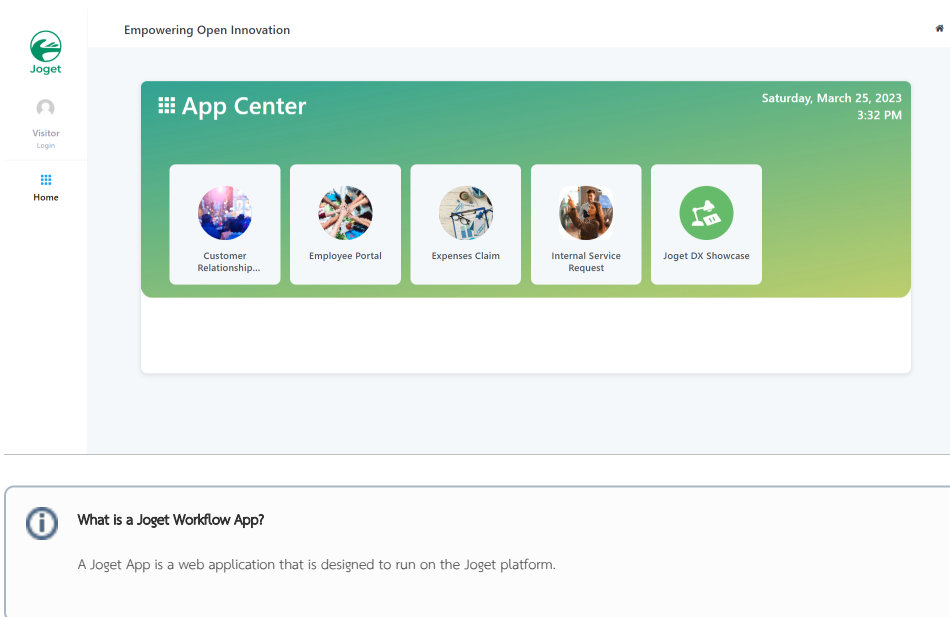 Empowering Open Innovation
Joget
Visitor
Login
Home
App Center
Saturday, March 25, 2023
3:32 PM
Customer
Relationship...
Employee Portal
Expenses Claim
Internal Service
Request
Joget DX Showcase
What is a Joget Workflow App?
A Joget App is a web application that is designed to run on the Joget platform.